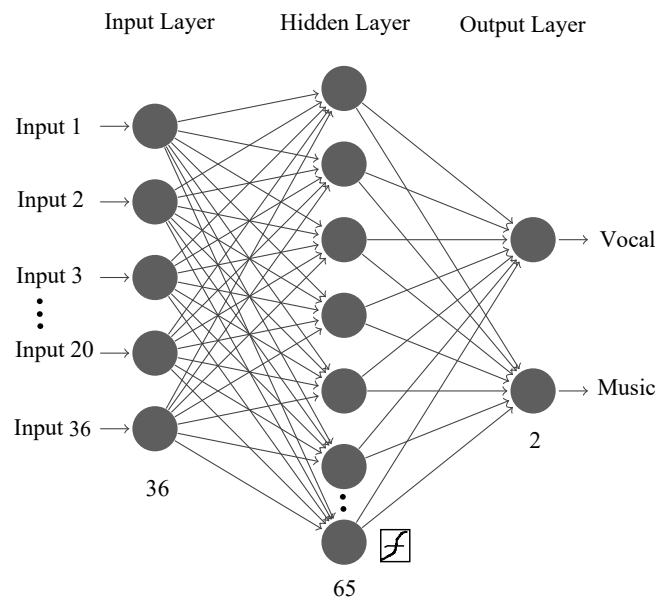 Input Layer
Hidden Layer
Output Layer
Input 1
Input 2
Input 3
Input 20
Input 36
36
65
Vocal
Music
2